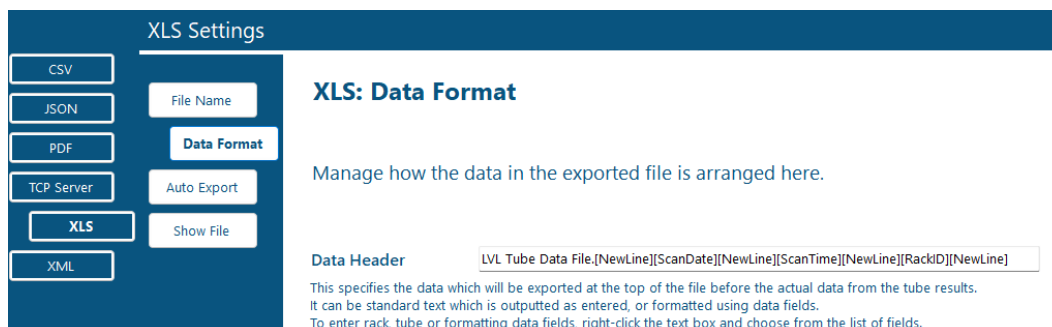 XLS Settings
CSV
JSON
PDF
TCP Server
XLS
XML
File Name
Data Format
Auto Export
Show File
XLS: Data Format
Manage how the data in the exported file is arranged here.
Data Header LVL Tube Data File.[NewLine][ScanDate][NewLine][ScanTime][NewLine][RackID][NewLine]
This specifies the data which will be exported at the top of the file before the actual data from the tube results.
It can be standard text which is outputted as entered, or formatted using data fields.
To enter rack, tube or formatting data fields, right-click the text box and choose from the list of fields.